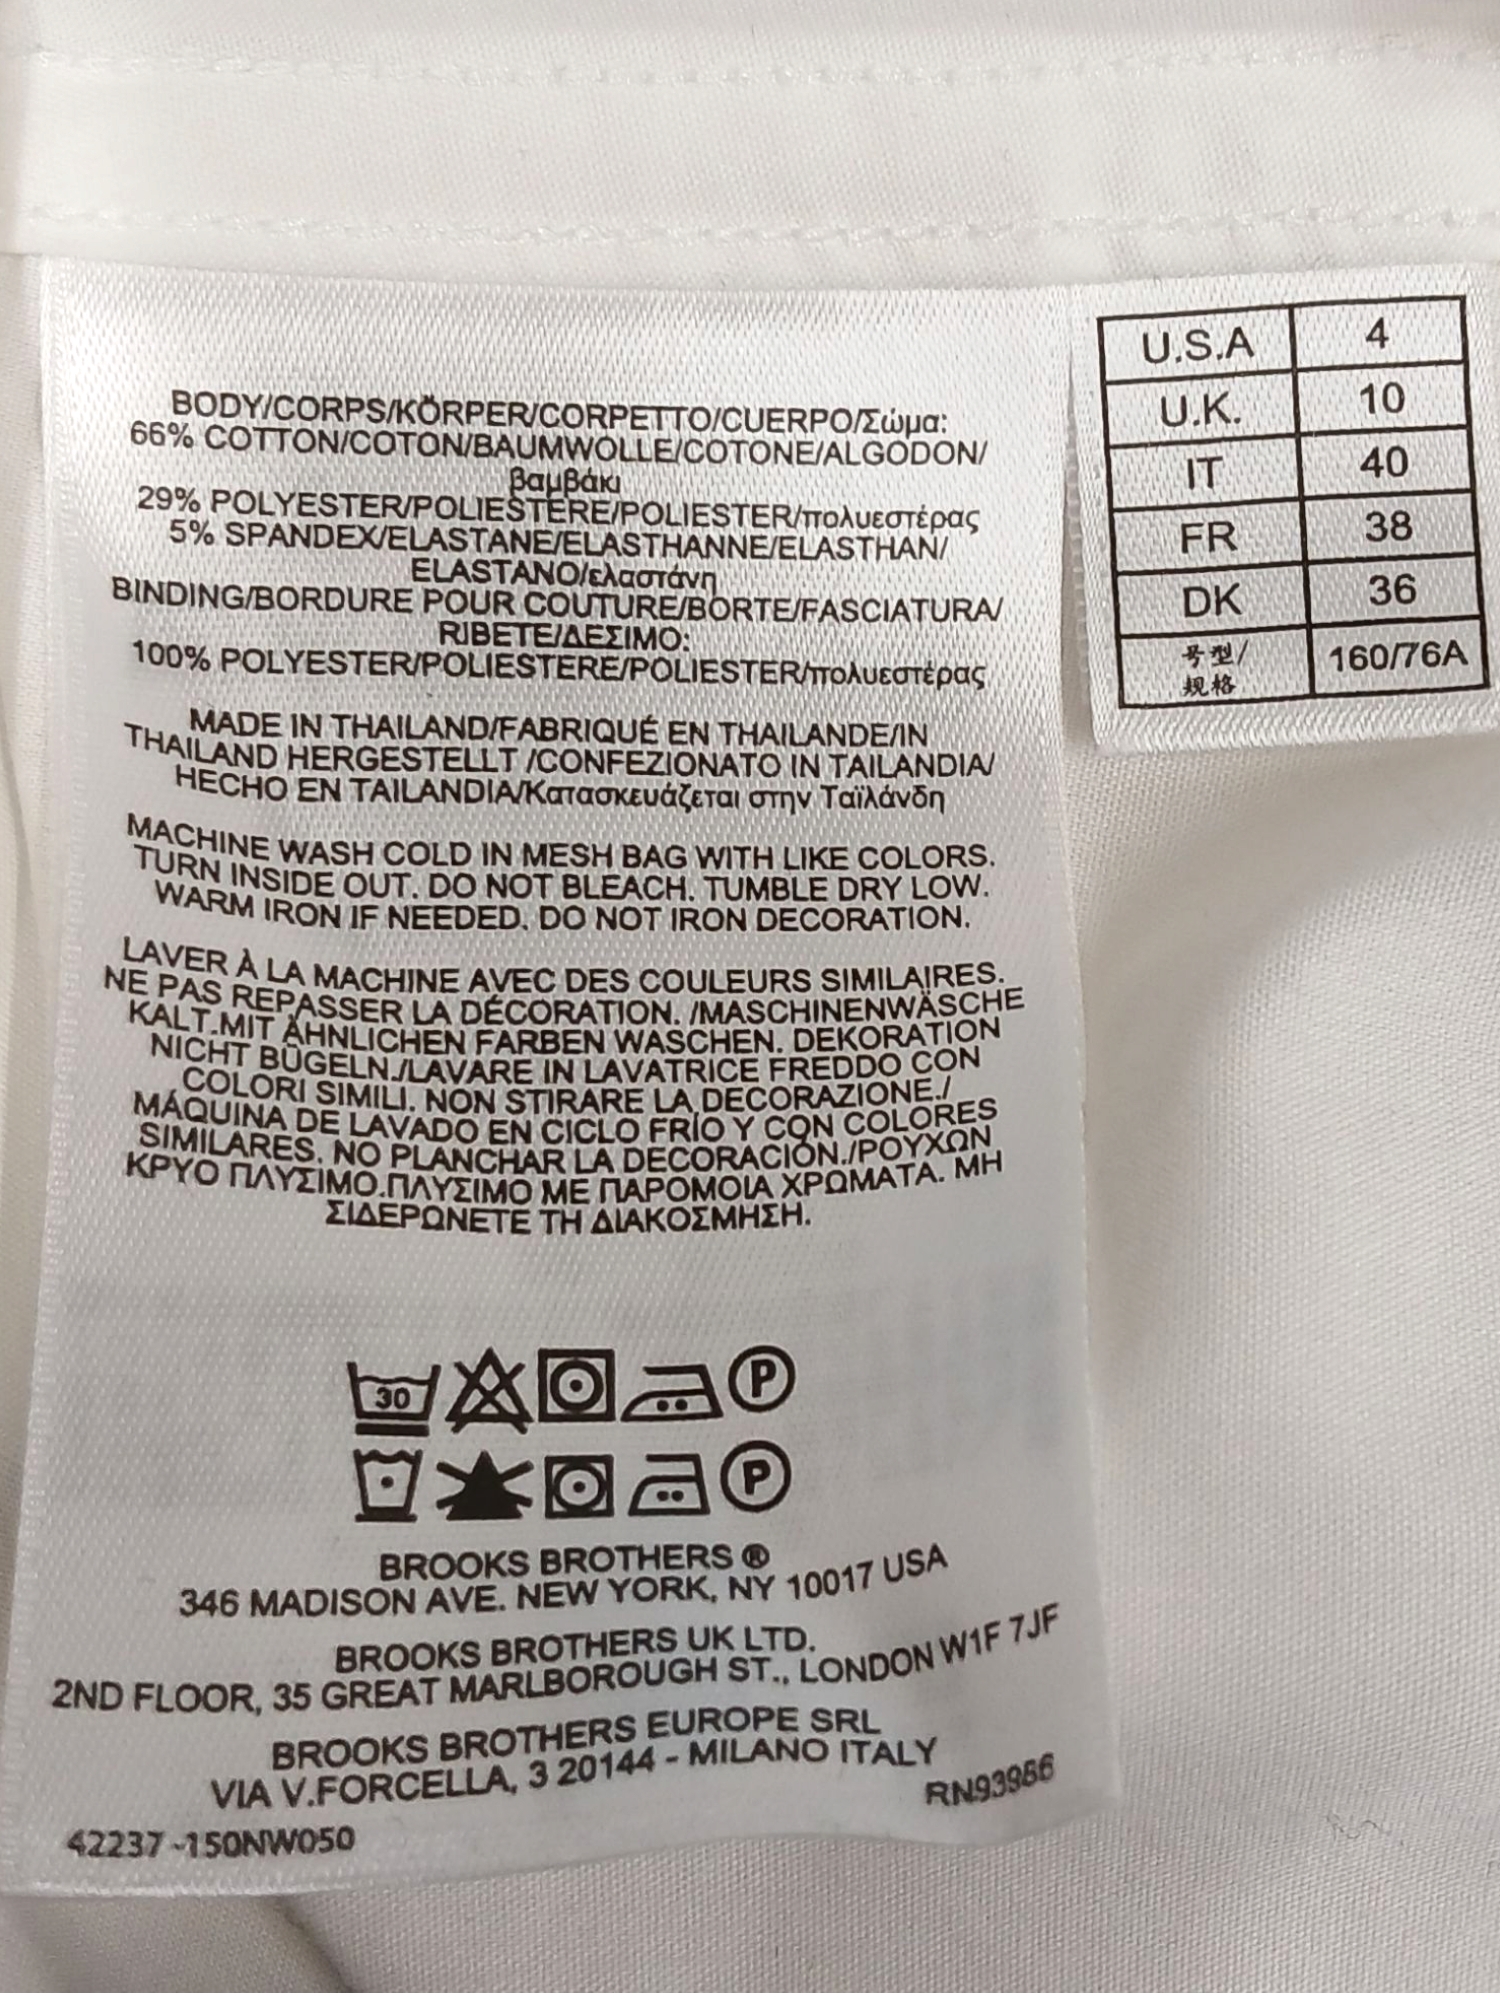 BODY/CORPS/KÖRPER/CORPETTO/CUERPO/Σώμα:
66% COTTON/COTON/BAUMWOLLE/COTONE/ALGODON/
βαμβάκι
29% POLYESTER/POLIESTERE/POLIESTER/πολυεστέρας
5% SPANDEX/ELASTANE/ELASTHANNE/ELASTHAN/
ELASTANO/ελαστάνη
BINDING/BORDURE POUR COUTURE/BORTE/FASCIATURA/
RIBETE/ΔΕΣΙΜΟ:
100% POLYESTER/POLIESTERE/POLIESTER/πολυεστέρας
MADE IN THAILAND/FABRIQUÉ EN THAILANDE/IN
THAILAND HERGESTELLT /CONFEZIONATO IN TAILANDIA/
HECHO EN TAILANDIA/Κατασκευάζεται στην Ταϊλάνδη
MACHINE WASH COLD IN MESH BAG WITH LIKE COLORS.
TURN INSIDE OUT. DO NOT BLEACH. TUMBLE DRY LOW.
WARM IRON IF NEEDED. DO NOT IRON DECORATION.
LAVER À LA MACHINE AVEC DES COULEURS SIMILAIRES.
NE PAS REPASSER LA DÉCORATION. /MASCHINENWÄSCHE
KALT.MIT ÄHNLICHEN FARBEN WASCHEN. DEKORATION
NICHT BÜGELN./LAVARE IN LAVATRICE FREDDO CON
COLORI SIMILI. NON STIRARE LA DECORAZIONE./
MÁQUINA DE LAVADO EN CICLO FRÍO Y CON COLORES
SIMILARES. NO PLANCHAR LA DECORACIÓN./ΡΟΥΧΩΝ
ΚΡΥΟ ΠΛΥΣΙΜΟ.ΠΛΥΣΙΜΟ ΜΕ ΠΑΡΟΜΟΙΑ ΧΡΩΜΑΤΑ. ΜΗ
ΣΙΔΕΡΩΝΕΤΕ ΤΗ ΔΙΑΚΟΣΜΗΣΗ.
30 P
P
BROOKS BROTHERS ®
346 MADISON AVE. NEW YORK, NY 10017 USA
BROOKS BROTHERS UK LTD.
2ND FLOOR, 35 GREAT MARLBOROUGH ST., LONDON W1F 7JF
BROOKS BROTHERS EUROPE SRL
VIA V.FORCELLA, 3 20144 - MILANO ITALY
RN93966
42237 -150NW050
U.S.A 4
U.K. 10
IT 40
FR 38
DK 36
号型/
规格 160/76A